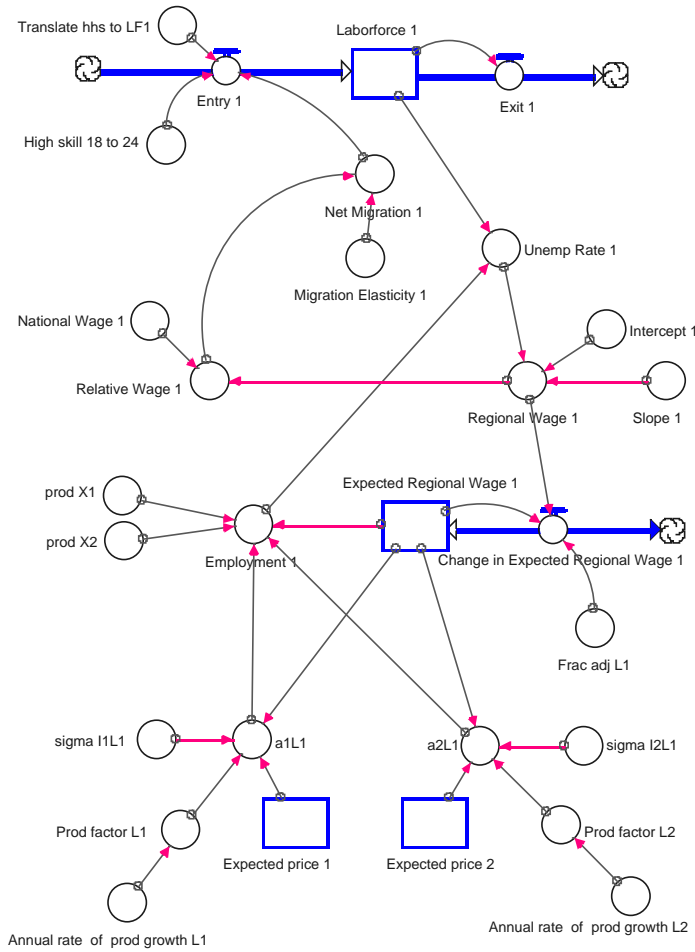 Translate hhs to LF1
Laborforce 1
Entry 1
Exit 1
High skill 18 to 24
Net Migration 1
Unemp Rate 1
Migration Elasticity 1
National Wage 1
Intercept 1
Relative Wage 1
Regional Wage 1
Slope 1
Expected Regional Wage 1
prod X1
prod X2
Employment 1
Change in Expected Regional Wage 1
Frac adj L1
sigma I1L1
a1L1
a2L1
sigma I2L1
Prod factor L1
Prod factor L2
Expected price 1
Expected price 2
Annual rate of prod growth L1
Annual rate of prod growth L2